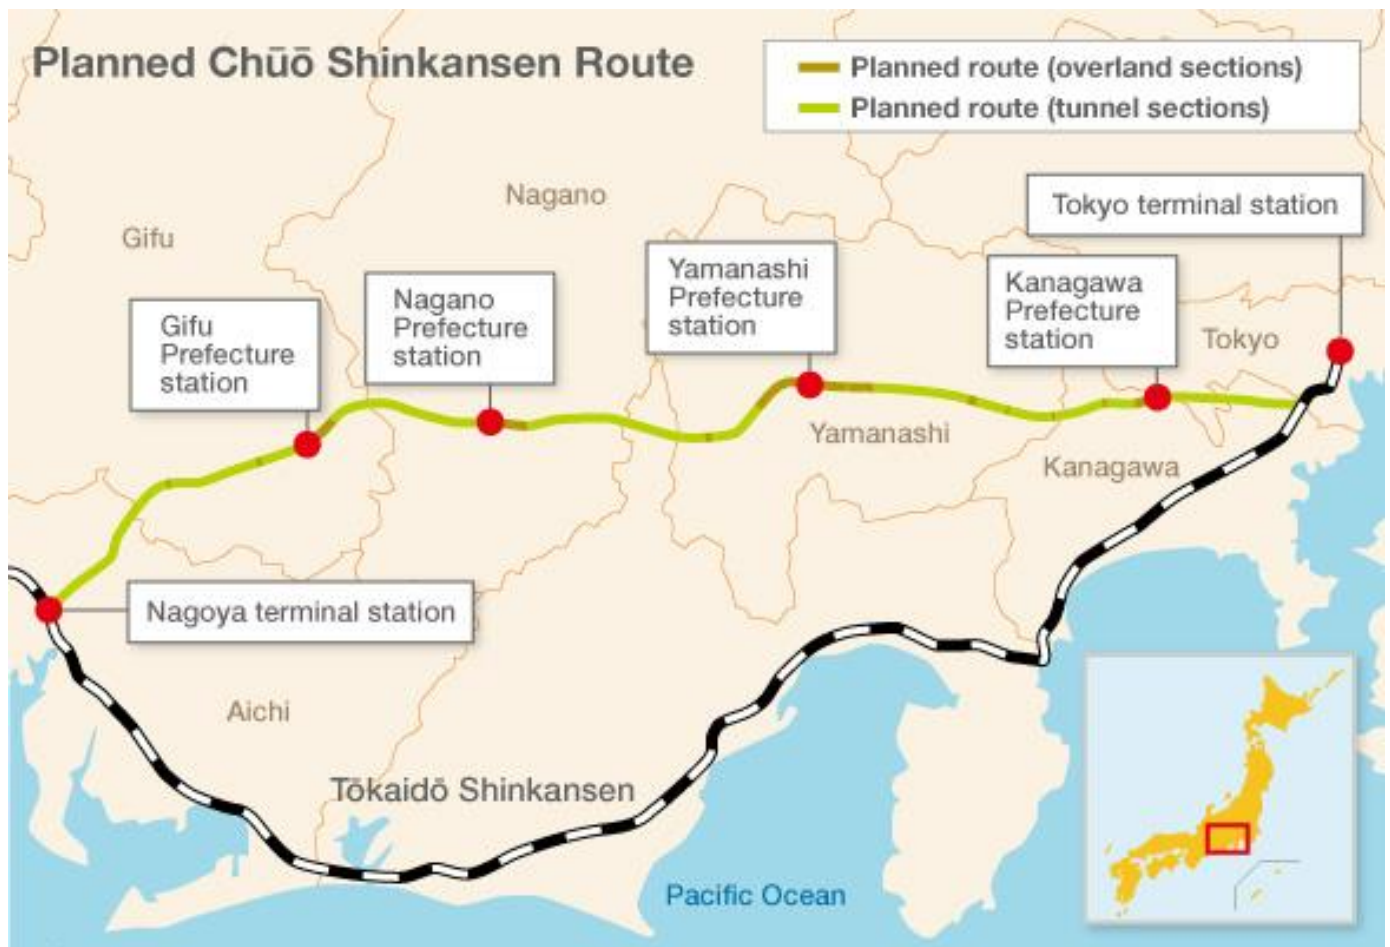 Planned Chūō Shinkansen Route
Planned route (overland sections)
Planned route (tunnel sections)
Tokyo terminal station
Nagano
Gifu
Yamanashi
Prefecture
station
Kanagawa
Prefecture
station
Nagano
Prefecture
station
Gifu
Prefecture
station
Tokyo
Yamanashi
Kanagawa
Nagoya terminal station
Aichi
Tōkaidō Shinkansen
Pacific Ocean